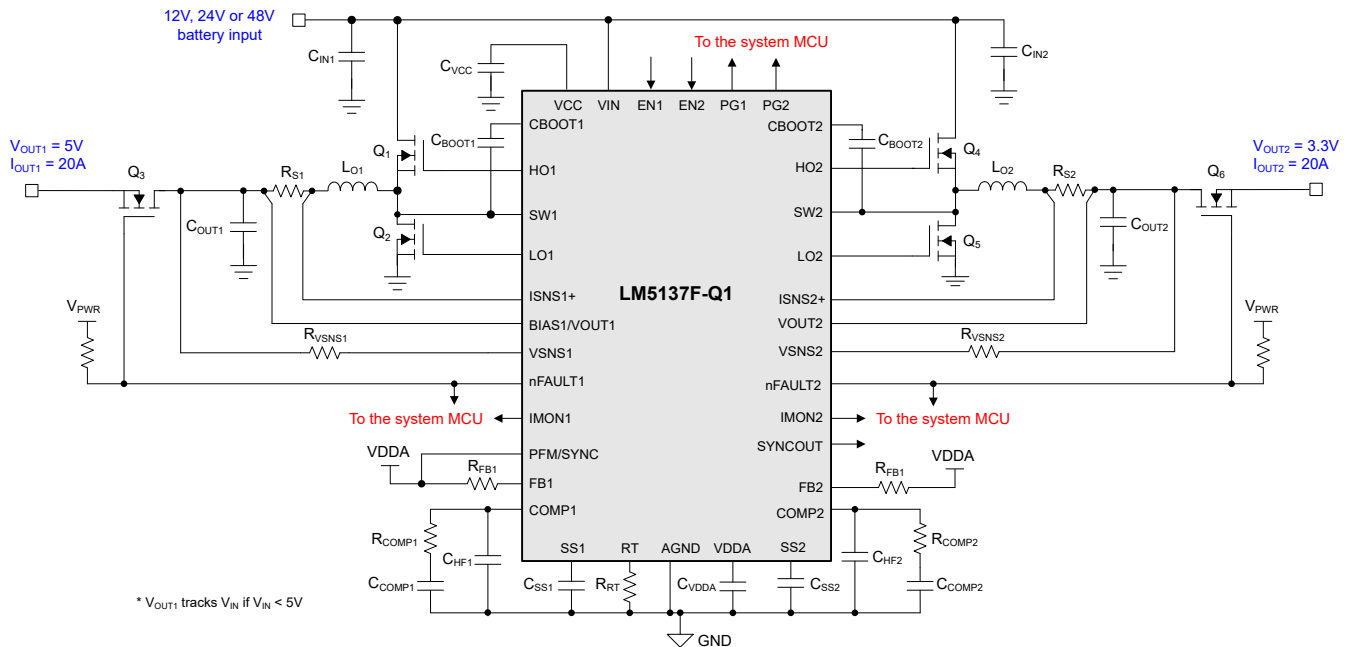 12V, 24V or 48V
battery input
To the system MCU
CIN1
CVCC
CIN2
VCC
VIN
EN1
EN2
PG1
PG2
CBOOT1
CBOOT2
CBOOT1
CBOOT2
VOUT1 = 5V
IOUT1 = 20A
Q3
RS1
LO1
Q1
HO1
HO2
Q4
LO2
RS2
Q6
VOUT2 = 3.3V
IOUT2 = 20A
SW1
SW2
COUT1
Q2
LO1
LO2
Q5
COUT2
LM5137F-Q1
ISNS1+
ISNS2+
VPWR
BIAS1/VOUT1
VOUT2
VPWR
RVSNS1
VSNS1
VSNS2
RVSNS2
nFAULT1
nFAULT2
To the system MCU
IMON1
IMON2
To the system MCU
SYNCOUT
VDDA
PFM/SYNC
RFB1
FB1
FB2
RFB1
VDDA
COMP1
COMP2
RCOMP1
CHF1
CCOMP1
SS1
RT
AGND
VDDA
SS2
CSS1
RRT
CVDDA
CSS2
CHF2
RCOMP2
CCOMP2
* VOUT1 tracks VIN if VIN < 5V
GND